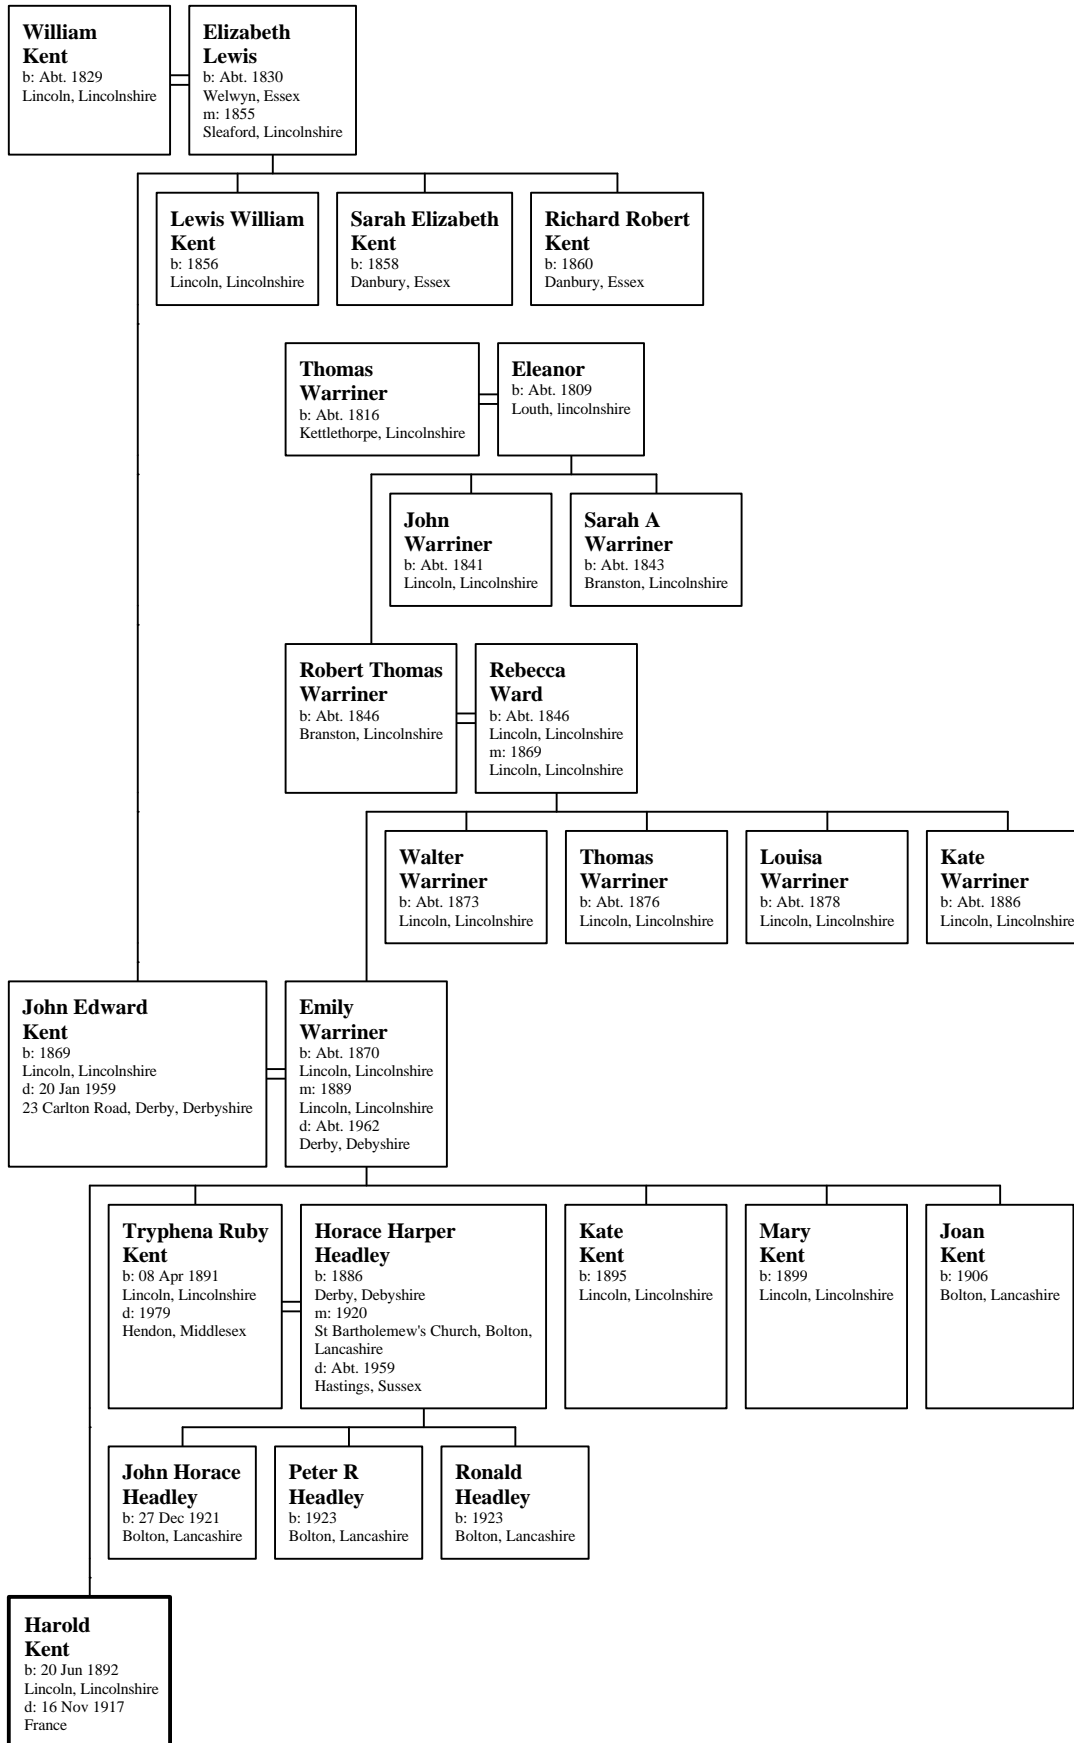 William
Kent
b: Abt. 1829
Lincoln, Lincolnshire
Elizabeth
Lewis
b: Abt. 1830
Welwyn, Essex
m: 1855
Sleaford, Lincolnshire
Lewis William
Kent
b: 1856
Lincoln, Lincolnshire
Sarah Elizabeth
Kent
b: 1858
Danbury, Essex
Richard Robert
Kent
b: 1860
Danbury, Essex
Thomas
Warriner
b: Abt. 1816
Kettlethorpe, Lincolnshire
Eleanor
b: Abt. 1809
Louth, lincolnshire
John
Warriner
b: Abt. 1841
Lincoln, Lincolnshire
Sarah A
Warriner
b: Abt. 1843
Branston, Lincolnshire
Robert Thomas
Warriner
b: Abt. 1846
Branston, Lincolnshire
Rebecca
Ward
b: Abt. 1846
Lincoln, Lincolnshire
m: 1869
Lincoln, Lincolnshire
Walter
Warriner
b: Abt. 1873
Lincoln, Lincolnshire
Thomas
Warriner
b: Abt. 1876
Lincoln, Lincolnshire
Louisa
Warriner
b: Abt. 1878
Lincoln, Lincolnshire
Kate
Warriner
b: Abt. 1886
Lincoln, Lincolnshire
John Edward
Kent
b: 1869
Lincoln, Lincolnshire
d: 20 Jan 1959
23 Carlton Road, Derby, Derbyshire
Emily
Warriner
b: Abt. 1870
Lincoln, Lincolnshire
m: 1889
Lincoln, Lincolnshire
d: Abt. 1962
Derby, Debyshire
Tryphena Ruby
Kent
b: 08 Apr 1891
Lincoln, Lincolnshire
d: 1979
Hendon, Middlesex
Horace Harper
Headley
b: 1886
Derby, Debyshire
m: 1920
St Bartholemew's Church, Bolton,
Lancashire
d: Abt. 1959
Hastings, Sussex
Kate
Kent
b: 1895
Lincoln, Lincolnshire
Mary
Kent
b: 1899
Lincoln, Lincolnshire
Joan
Kent
b: 1906
Bolton, Lancashire
John Horace
Headley
b: 27 Dec 1921
Bolton, Lancashire
Peter R
Headley
b: 1923
Bolton, Lancashire
Ronald
Headley
b: 1923
Bolton, Lancashire
Harold
Kent
b: 20 Jun 1892
Lincoln, Lincolnshire
d: 16 Nov 1917
France